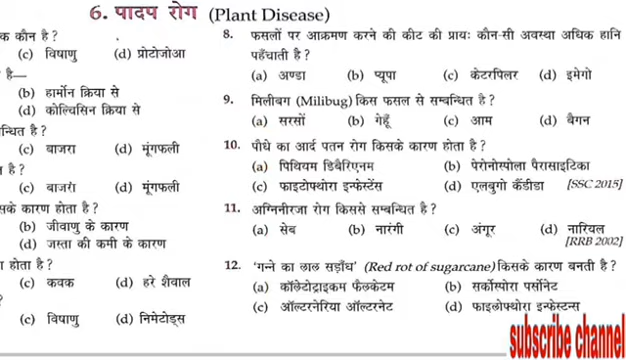 6. पादप रोग (Plant Disease)
क कौन है ?
(c) विषाणु (d) प्रोटोजोआ
है—
(b) हार्मोन क्रिया से
(d) कोल्चिसिन क्रिया से
न्धित है ?
(c) बाजरा (d) मूंगफली
है ?
(c) बाजरा (d) मूंगफली
सके कारण होता है ?
(b) जीवाणु के कारण
(d) जस्ता की कमी के कारण
होता है ?
(c) कवक (d) हरे शैवाल
?
(c) विषाणु (d) निमेटोड्स
8. फसलों पर आक्रमण करने की कीट की प्रायः कौन-सी अवस्था अधिक हानि
पहुँचाती है ?
(a) अण्डा (b) प्यूपा (c) केटरपिलर (d) इमेगो
9. मिलीबग (Milibug) किस फसल से सम्बन्धित है ?
(a) सरसों (b) गेहूँ (c) आम (d) बैगन
10. पौधे का आर्द पतन रोग किसके कारण होता है ?
(a) पिथियम डिबैरिएनम (b) पेरोनोस्पोला पैरासाइटिका
(c) फाइटोफ्थोरा इन्फेस्टेंस (d) एलबुगो कैंडीडा [SSC 2015]
11. अग्निनीरजा रोग किससे सम्बन्धित है ?
(a) सेब (b) नारंगी (c) अंगूर (d) नारियल
[RRB 2002]
12. ‘गन्ने का लाल सड़ाँध’ (Red rot of sugarcane) किसके कारण बनती है ?
(a) कॉलेटोट्राइकम फैलकेटम (b) सर्कोस्पोरा पर्सोनेट
(c) ऑल्टरनेरिया ऑल्टरनेट (d) फाइलोफ्थोरा इन्फेस्टन्स
subscribe channel